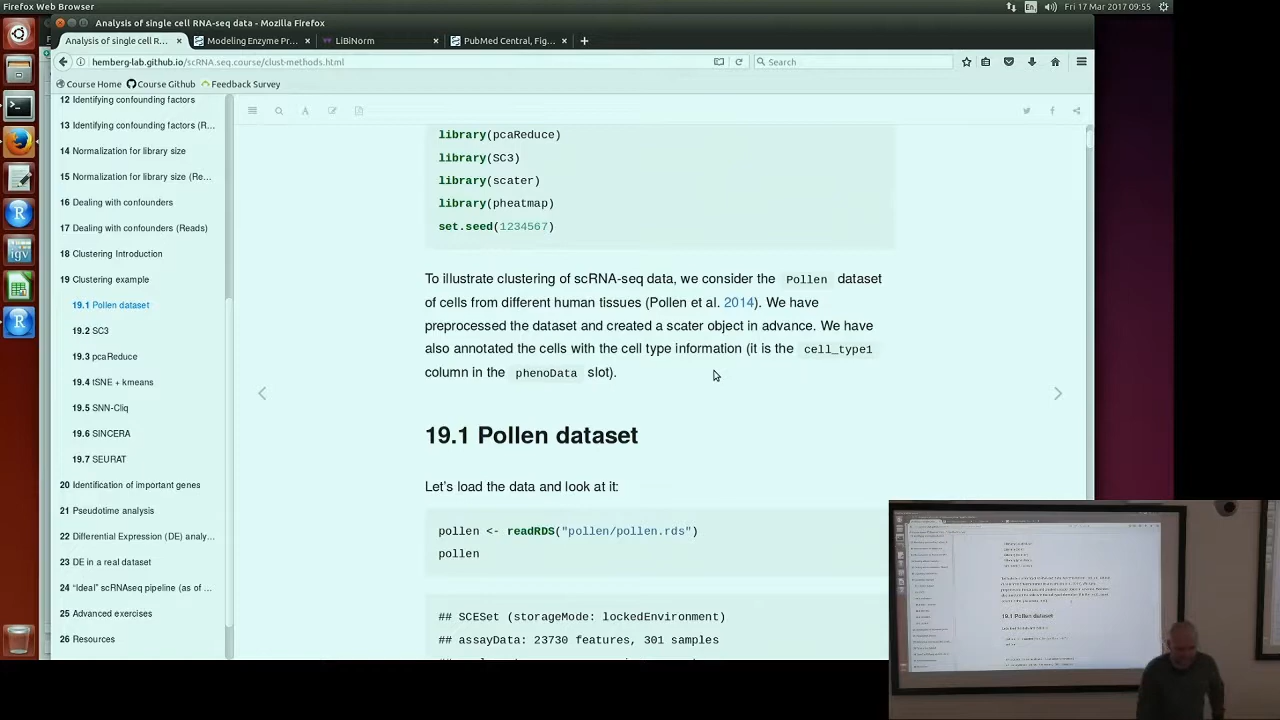 Firefox Web Browser
En
Fri 17 Mar 2017 09:55
Analysis of single cell RNA-seq data - Mozilla Firefox
Analysis of single cell R...
Modeling Enzyme Pr...
LiBiNorm
PubMed Central, Fig...
hemberg-lab.github.io/scRNA.seq.course/clust-methods.html
Search
Course Home
Course Github
Feedback Survey
12 Identifying confounding factors
13 Identifying confounding factors (R...
14 Normalization for library size
15 Normalization for library size (Re...
16 Dealing with confounders
17 Dealing with confounders (Reads)
18 Clustering Introduction
19 Clustering example
19.1 Pollen dataset
19.2 SC3
19.3 pcaReduce
19.4 tSNE + kmeans
19.5 SNN-Cliq
19.6 SINCERA
19.7 SEURAT
20 Identification of important genes
21 Pseudotime analysis
22 Differential Expression (DE) analy...
23 DE in a real dataset
24 “Ideal” scRNAseq pipeline (as of ...
25 Advanced exercises
26 Resources
library(pcaReduce)
library(SC3)
library(scater)
library(pheatmap)
set.seed(1234567)
To illustrate clustering of scRNA-seq data, we consider the Pollen dataset
of cells from different human tissues (Pollen et al. 2014). We have
preprocessed the dataset and created a scater object in advance. We have
also annotated the cells with the cell type information (it is the cell_type1
column in the phenoData slot).
19.1 Pollen dataset
Let's load the data and look at it:
pollen <- readRDS("pollen/pollen.rds")
pollen
## SCESet (storageMode: lockedEnvironment)
## assayData: 23730 features, 301 samples
19.1 Pollen dataset